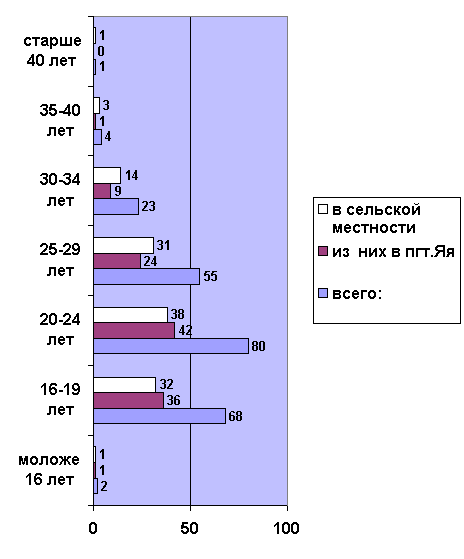 старше
40 лет
1
0
1
35-40
лет
3
1
4
30-34
лет
14
9
23
25-29
лет
31
24
55
20-24
лет
38
42
80
16-19
лет
32
36
68
моложе
16 лет
1
1
2
0 50 100
в сельской
местности
из них в пгт.Яя
всего: